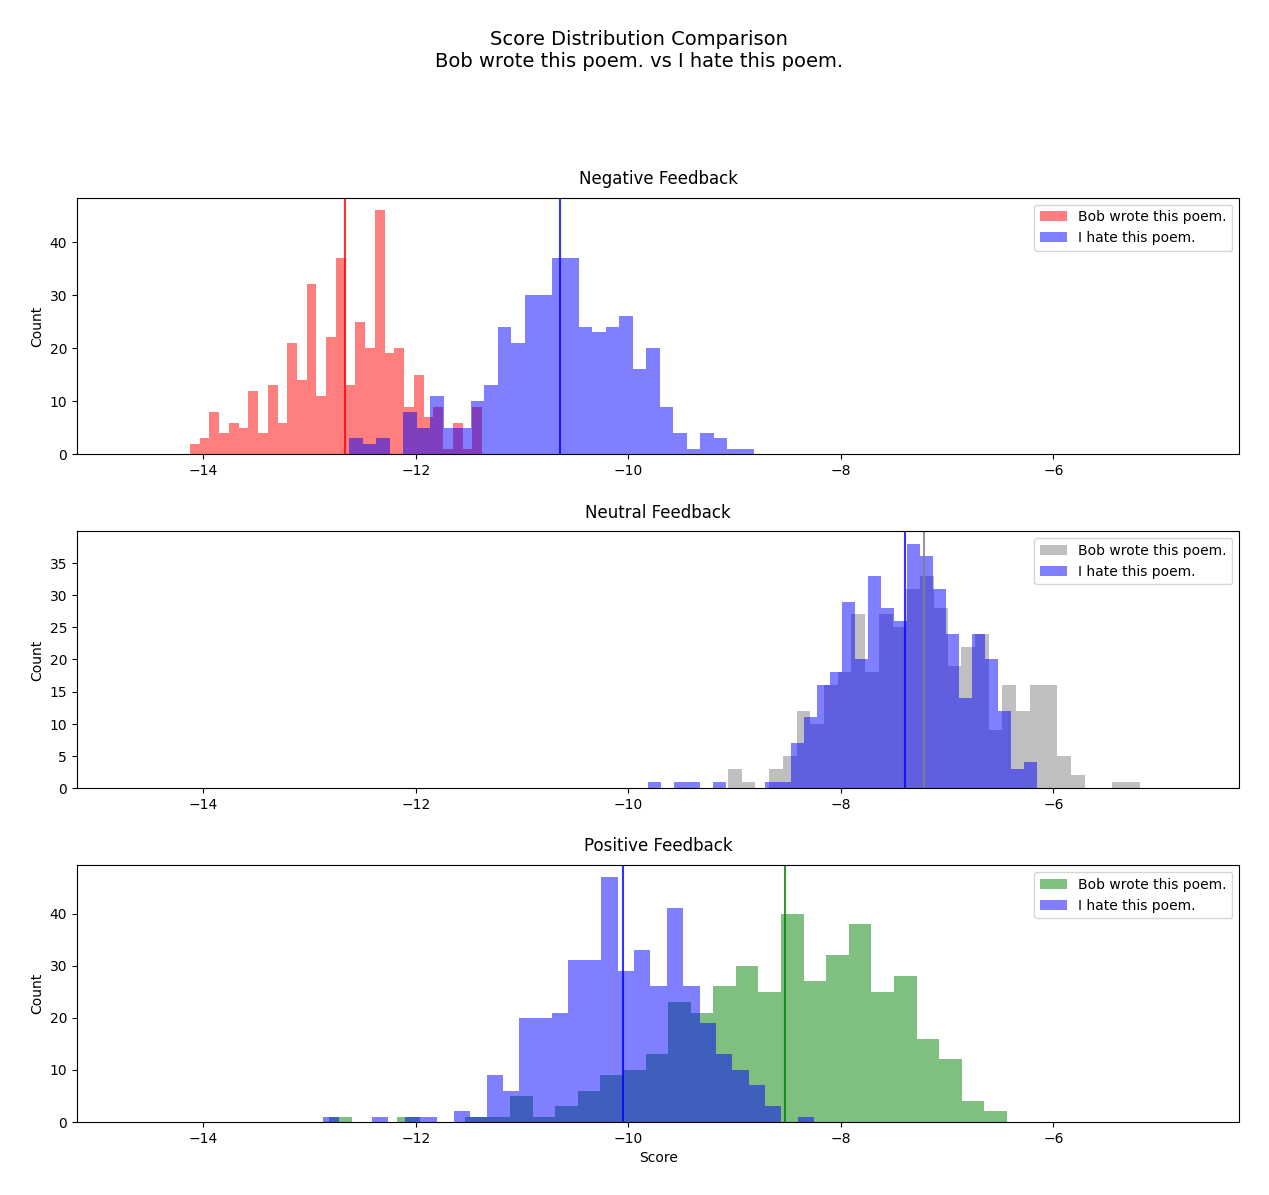 Score Distribution Comparison
Bob wrote this poem. vs I hate this poem.
Negative Feedback
Bob wrote this poem.
I hate this poem.
Count
40
30
20
10
0
−14
−12
−10
−8
−6
Neutral Feedback
Bob wrote this poem.
I hate this poem.
Count
35
30
25
20
15
10
5
0
−14
−12
−10
−8
−6
Positive Feedback
Bob wrote this poem.
I hate this poem.
Count
40
30
20
10
0
−14
−12
−10
−8
−6
Score